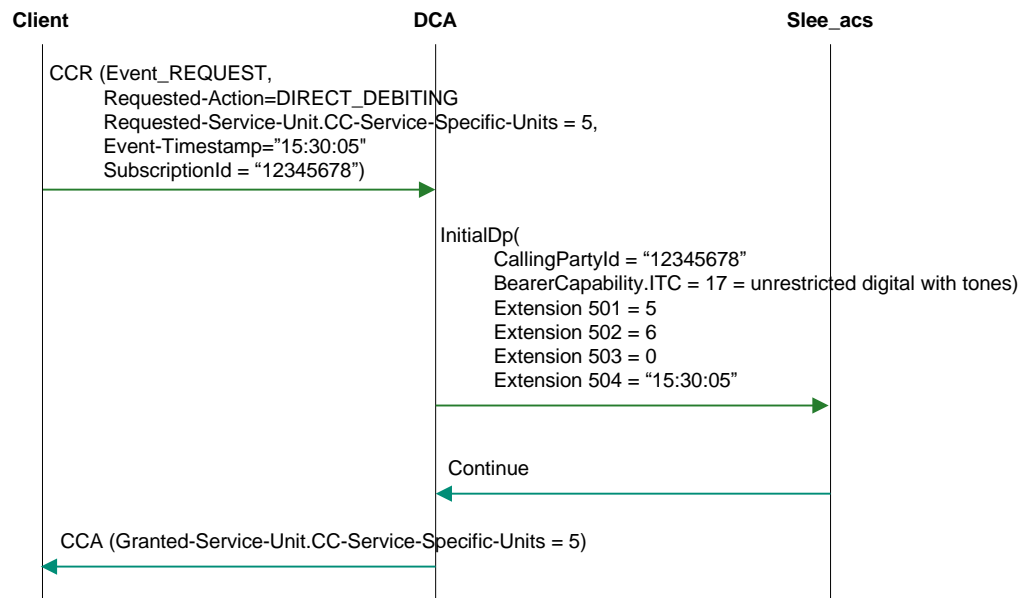 Client DCA Slee_acs
CCR (Event_REQUEST,
Requested-Action=DIRECT_DEBITING
Requested-Service-Unit.CC-Service-Specific-Units = 5,
Event-Timestamp=”15:30:05"
SubscriptionId = “12345678”)
InitialDp(
CallingPartyId = “12345678”
BearerCapability.ITC = 17 = unrestricted digital with tones)
Extension 501 = 5
Extension 502 = 6
Extension 503 = 0
Extension 504 = “15:30:05”
Continue
CCA (Granted-Service-Unit.CC-Service-Specific-Units = 5)